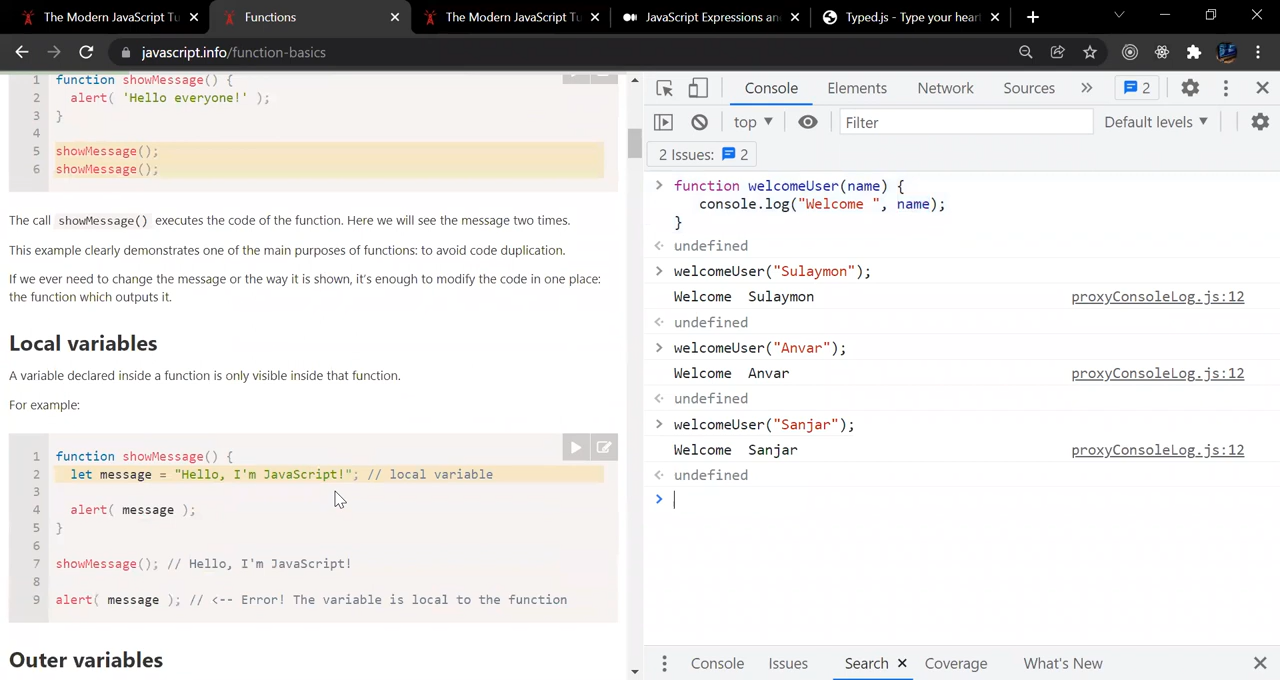 The Modern JavaScript Tu
Functions
The Modern JavaScript Tu
JavaScript Expressions an
Typed.js - Type your heart
javascript.info/function-basics
1 function showMessage() {
2 alert( 'Hello everyone!' );
3 }
4
5 showMessage();
6 showMessage();
The call showMessage() executes the code of the function. Here we will see the message two times.
This example clearly demonstrates one of the main purposes of functions: to avoid code duplication.
If we ever need to change the message or the way it is shown, it's enough to modify the code in one place:
the function which outputs it.
Local variables
A variable declared inside a function is only visible inside that function.
For example:
1 function showMessage() {
2 let message = "Hello, I'm JavaScript!"; // local variable
3
4 alert( message );
5 }
6
7 showMessage(); // Hello, I'm JavaScript!
8
9 alert( message ); // <-- Error! The variable is local to the function
Outer variables
Console Elements Network Sources » 2
top ▼ Filter Default levels ▼
2 Issues: 2
> function welcomeUser(name) {
console.log("Welcome ", name);
}
undefined
> welcomeUser("Sulaymon");
Welcome  Sulaymon proxyConsoleLog.js:12
undefined
> welcomeUser("Anvar");
Welcome  Anvar proxyConsoleLog.js:12
undefined
> welcomeUser("Sanjar");
Welcome  Sanjar proxyConsoleLog.js:12
undefined
>
Console Issues Search Coverage What's New